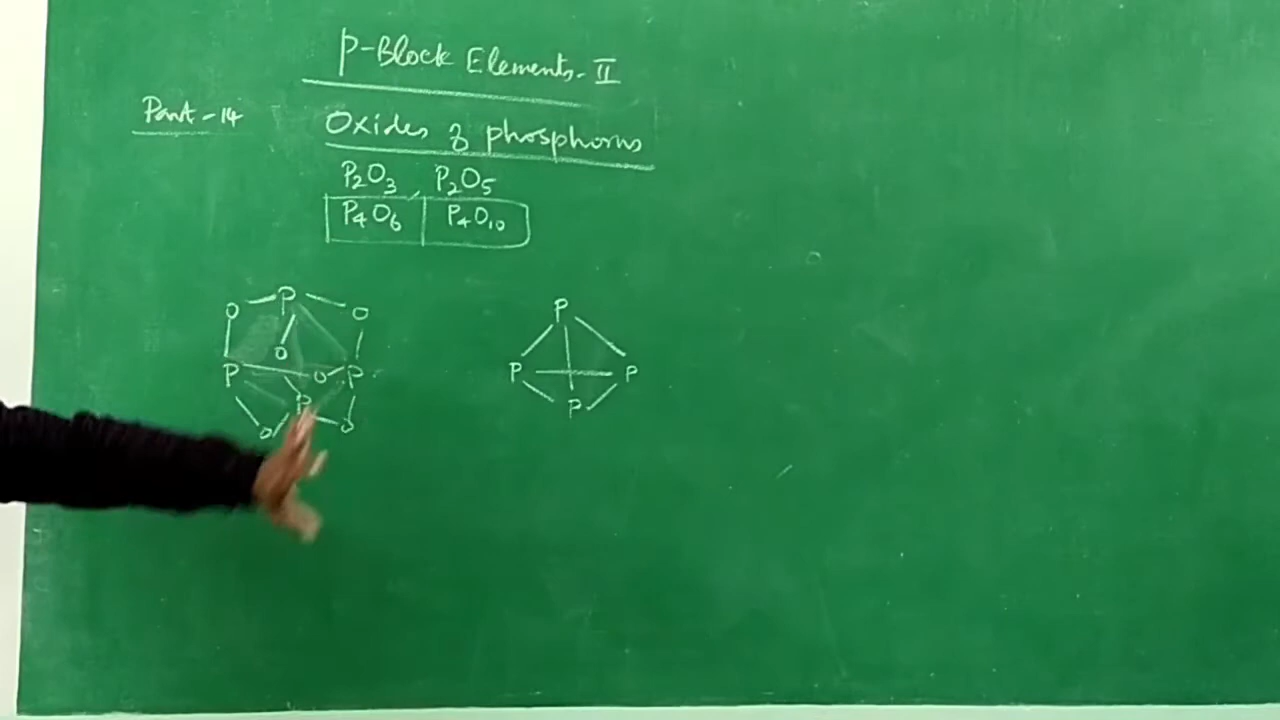 p-Block Elements-II
Part-14
Oxides of phosphorus
P2O3, P2O5
P4O6 P4O10
O P O
O
P O P
P
O O
P
P P
P